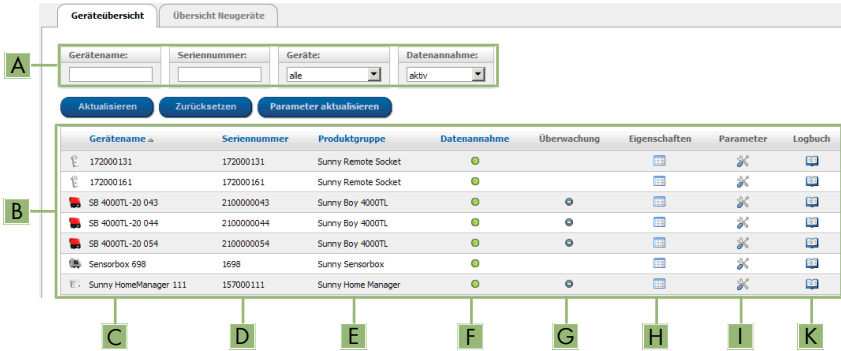 Geräteübersicht Übersicht Neugeräte
Gerätename: Seriennummer: Geräte: Datenannahme:
A alle aktiv
Aktualisieren Zurücksetzen Parameter aktualisieren
Gerätename Seriennummer Produktgruppe Datenannahme Überwachung Eigenschaften Parameter Logbuch
172000131 172000131 Sunny Remote Socket
172000161 172000161 Sunny Remote Socket
SB 4000TL-20 043 2100000043 Sunny Boy 4000TL
B
SB 4000TL-20 044 2100000044 Sunny Boy 4000TL
SB 4000TL-20 054 2100000054 Sunny Boy 4000TL
Sensorbox 698 1698 Sunny Sensorbox
Sunny HomeManager 111 157000111 Sunny Home Manager
C D E F G H I K